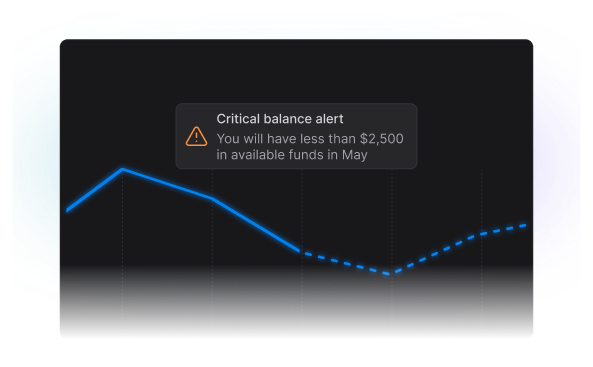 Critical balance alert
You will have less than $2,500
in available funds in May